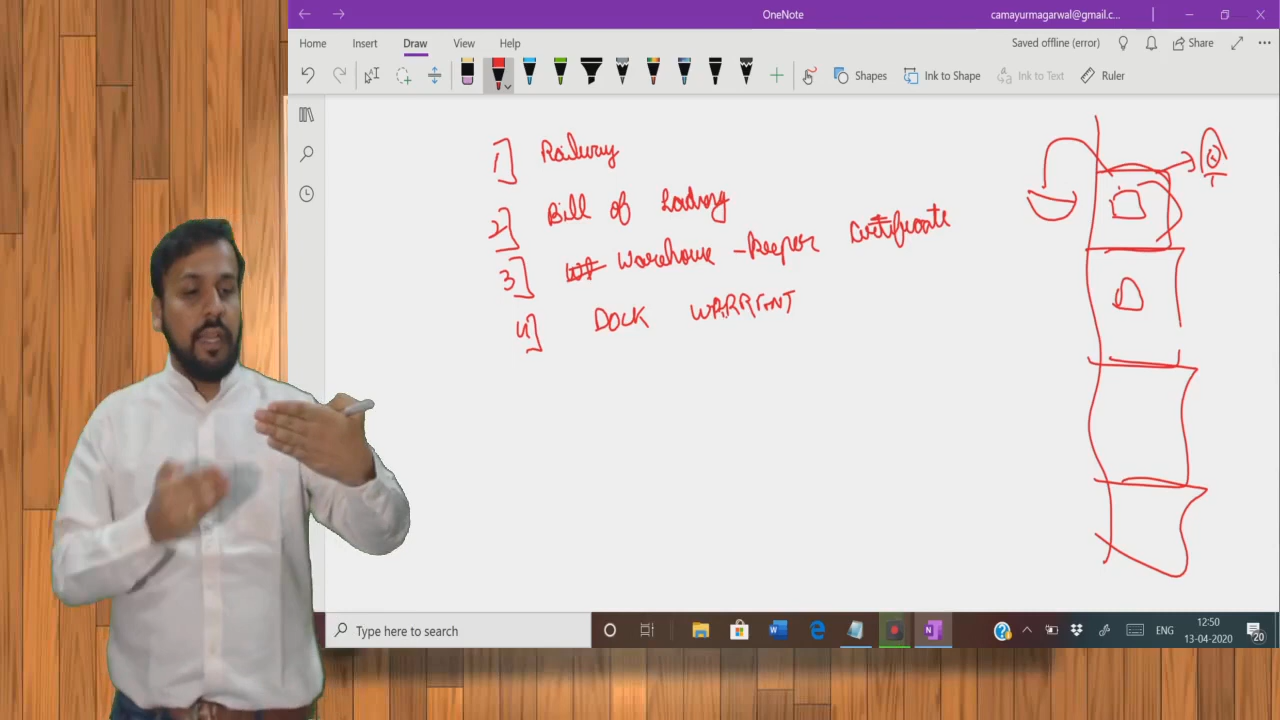 OneNote
camayurmagarwal@gmail.c...
Home Insert Draw View Help
Saved offline (error)
Share
Shapes
Ink to Shape
Ink to Text
Ruler
1] Railway
2] Bill of Lading
3] Warehouse - Keeper Certificate
4] DOCK WARRANT
Type here to search
ENG
12:50
13-04-2020
20